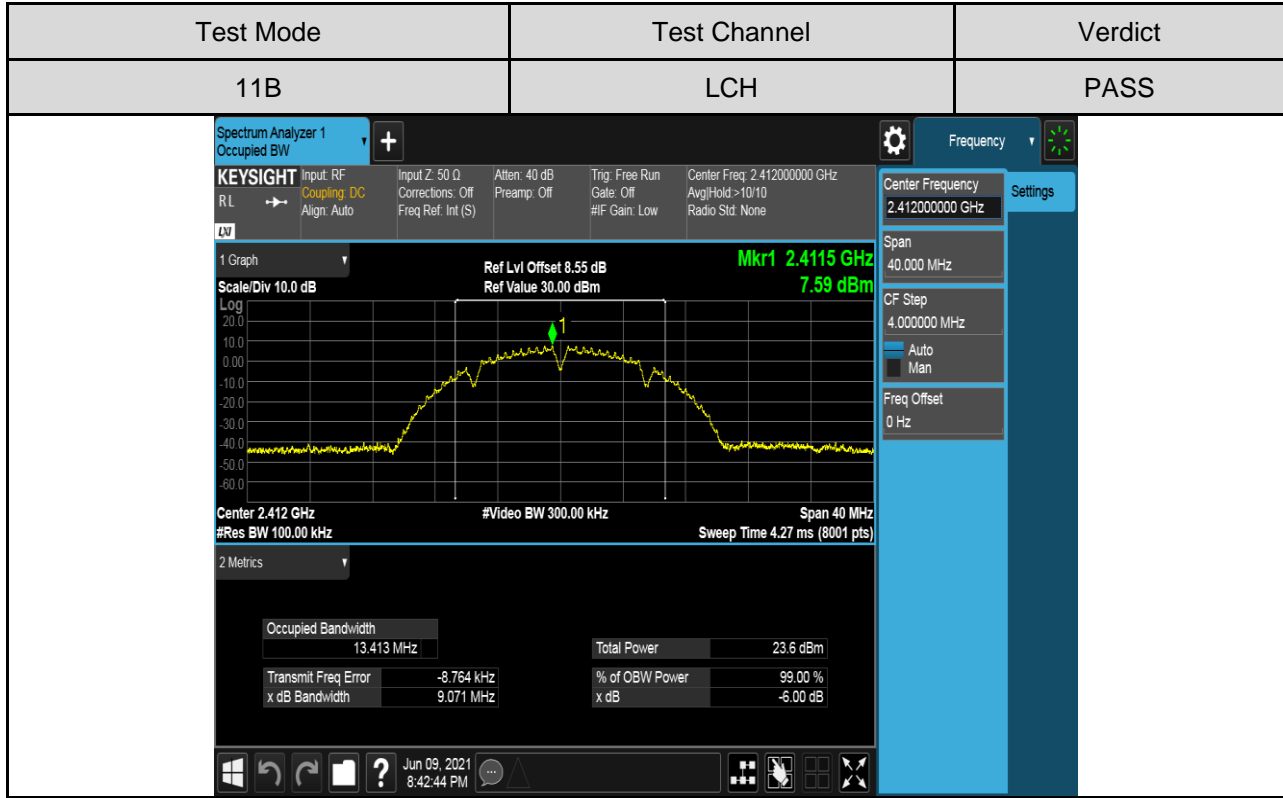 Test Mode Test Channel Verdict
11B LCH PASS
Spectrum Analyzer 1
Occupied BW
+
Frequency
KEYSIGHT
RL
LXI
Input: RF
Coupling: DC
Align: Auto
Input Z: 50 Ω
Corrections: Off
Freq Ref: Int (S)
Atten: 40 dB
Preamp: Off
Trig: Free Run
Gate: Off
#IF Gain: Low
Center Freq: 2.412000000 GHz
Avg|Hold:>10/10
Radio Std: None
Center Frequency
2.412000000 GHz
Settings
Span
40.000 MHz
CF Step
4.000000 MHz
Auto
Man
Freq Offset
0 Hz
1 Graph
Scale/Div 10.0 dB
Ref Lvl Offset 8.55 dB
Ref Value 30.00 dBm
Mkr1 2.4115 GHz
7.59 dBm
Log
20.0
10.0
0.00
-10.0
-20.0
-30.0
-40.0
-50.0
-60.0
1
Center 2.412 GHz #Video BW 300.00 kHz Span 40 MHz
#Res BW 100.00 kHz Sweep Time 4.27 ms (8001 pts)
2 Metrics
Occupied Bandwidth
13.413 MHz
Total Power 23.6 dBm
Transmit Freq Error -8.764 kHz % of OBW Power 99.00 %
x dB Bandwidth 9.071 MHz x dB -6.00 dB
?
Jun 09, 2021
8:42:44 PM